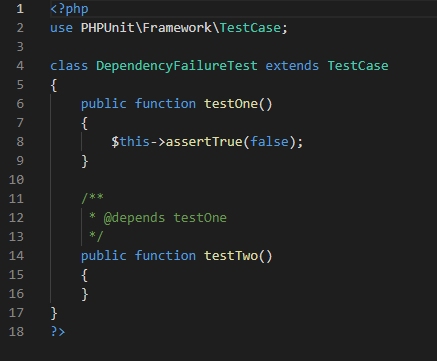 1 <?php
2 use PHPUnit\Framework\TestCase;
3
4 class DependencyFailureTest extends TestCase
5 {
6     public function testOne()
7     {
8         $this->assertTrue(false);
9     }
10
11     /**
12      * @depends testOne
13      */
14     public function testTwo()
15     {
16     }
17 }
18 ?>